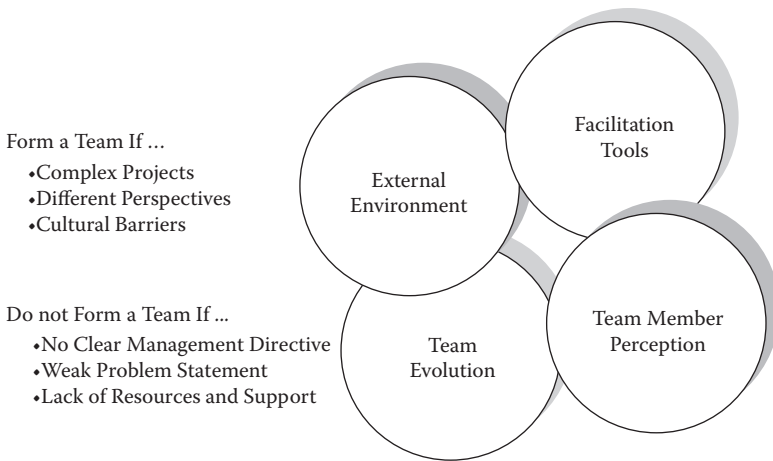 Form a Team If ...
•Complex Projects
•Different Perspectives
•Cultural Barriers
Do not Form a Team If ...
•No Clear Management Directive
•Weak Problem Statement
•Lack of Resources and Support
External
Environment
Facilitation
Tools
Team
Evolution
Team Member
Perception